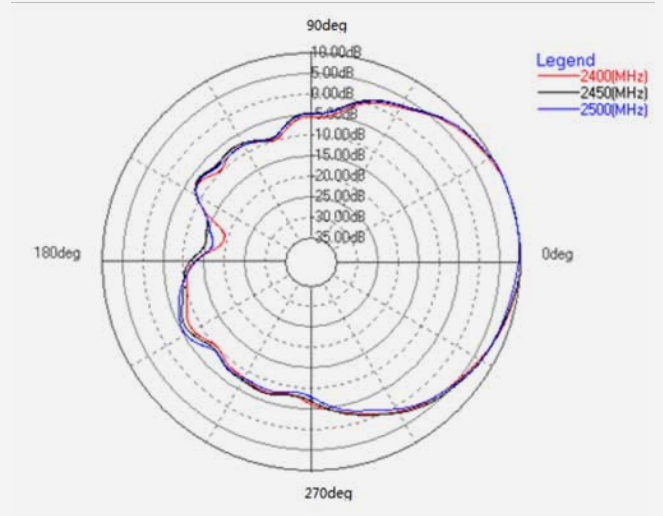 90deg
10.00dB
5.00dB
0.00dB
-5.00dB
-10.00dB
-15.00dB
-20.00dB
-25.00dB
-30.00dB
-35.00dB
Legend
2400(MHz)
2450(MHz)
2500(MHz)
180deg
0deg
270deg